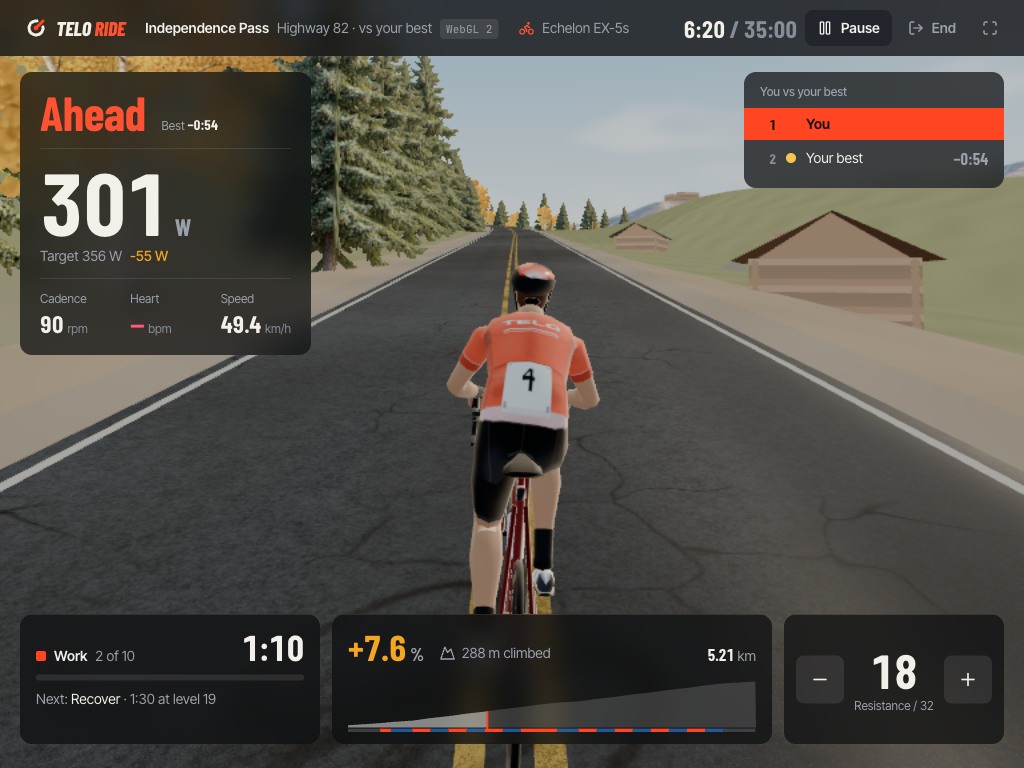 TELO RIDE Independence Pass Highway 82 · vs your best WebGL 2 Echelon EX-5s 6:20 / 35:00 Pause End
Ahead Best −0:54
301 W
Target 356 W -55 W
Cadence Heart Speed
90 rpm — bpm 49.4 km/h
You vs your best
1 You
2 Your best −0:54
TELO
4
Work 2 of 10 1:10
Next: Recover · 1:30 at level 19
+7.6 % 288 m climbed 5.21 km
− 18 +
Resistance / 32